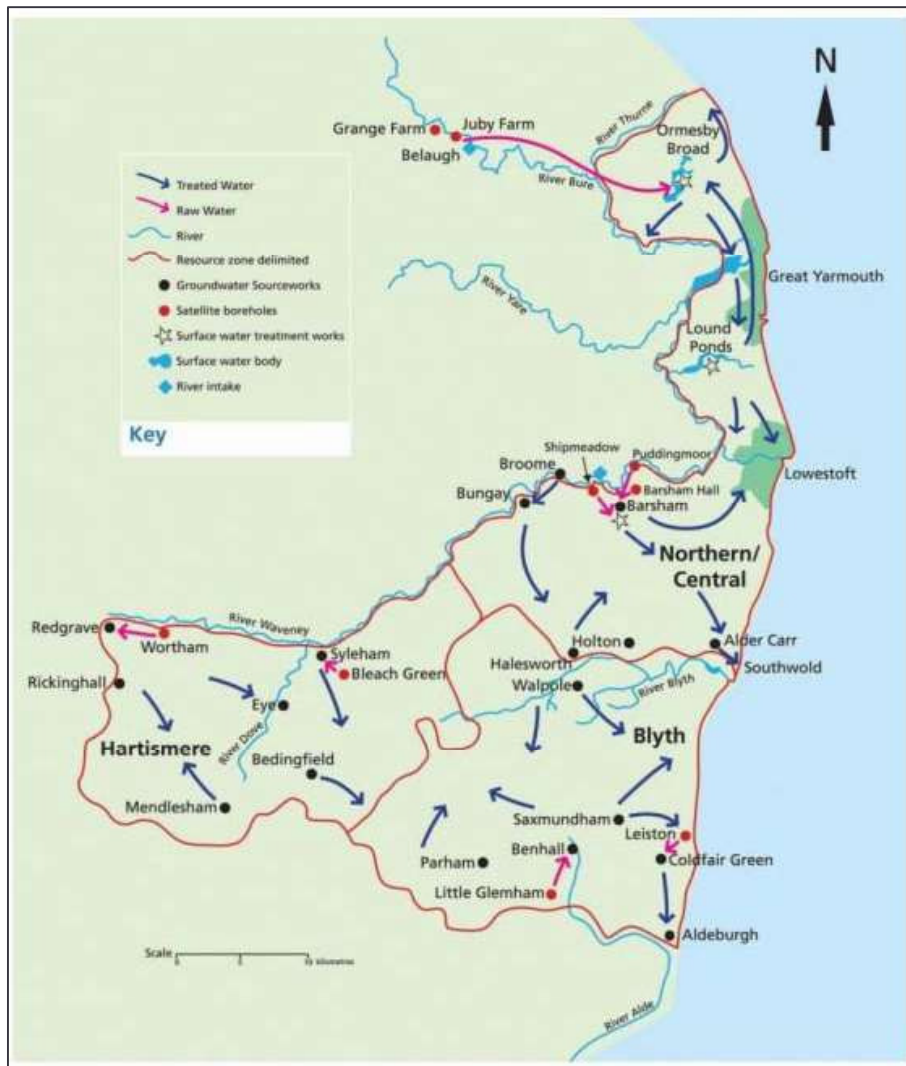 N
Grange Farm
Juby Farm
Belaugh
River Thurne
Ormesby
Broad
River Bure
Treated Water
Raw Water
River
Resource zone delimited
Groundwater Sourceworks
Satellite boreholes
Surface water treatment works
Surface water body
River intake
Key
River Yare
Great Yarmouth
Lound
Ponds
Lowestoft
Shipmeadow
Puddingmoor
Broome
Barsham Hall
Bungay
Barsham
Northern/
Central
River Waveney
Redgrave
Wortham
Syleham
Bleach Green
Holton
Alder Carr
Halesworth
Southwold
Walpole
River Blyth
Rickinghall
Eye
River Dove
Blyth
Hartismere
Bedingfield
Mendlesham
Saxmundham
Leiston
Benhall
Coldfair Green
Parham
Little Glemham
Aldeburgh
Scale
0 5 10 kilometres
River Alde